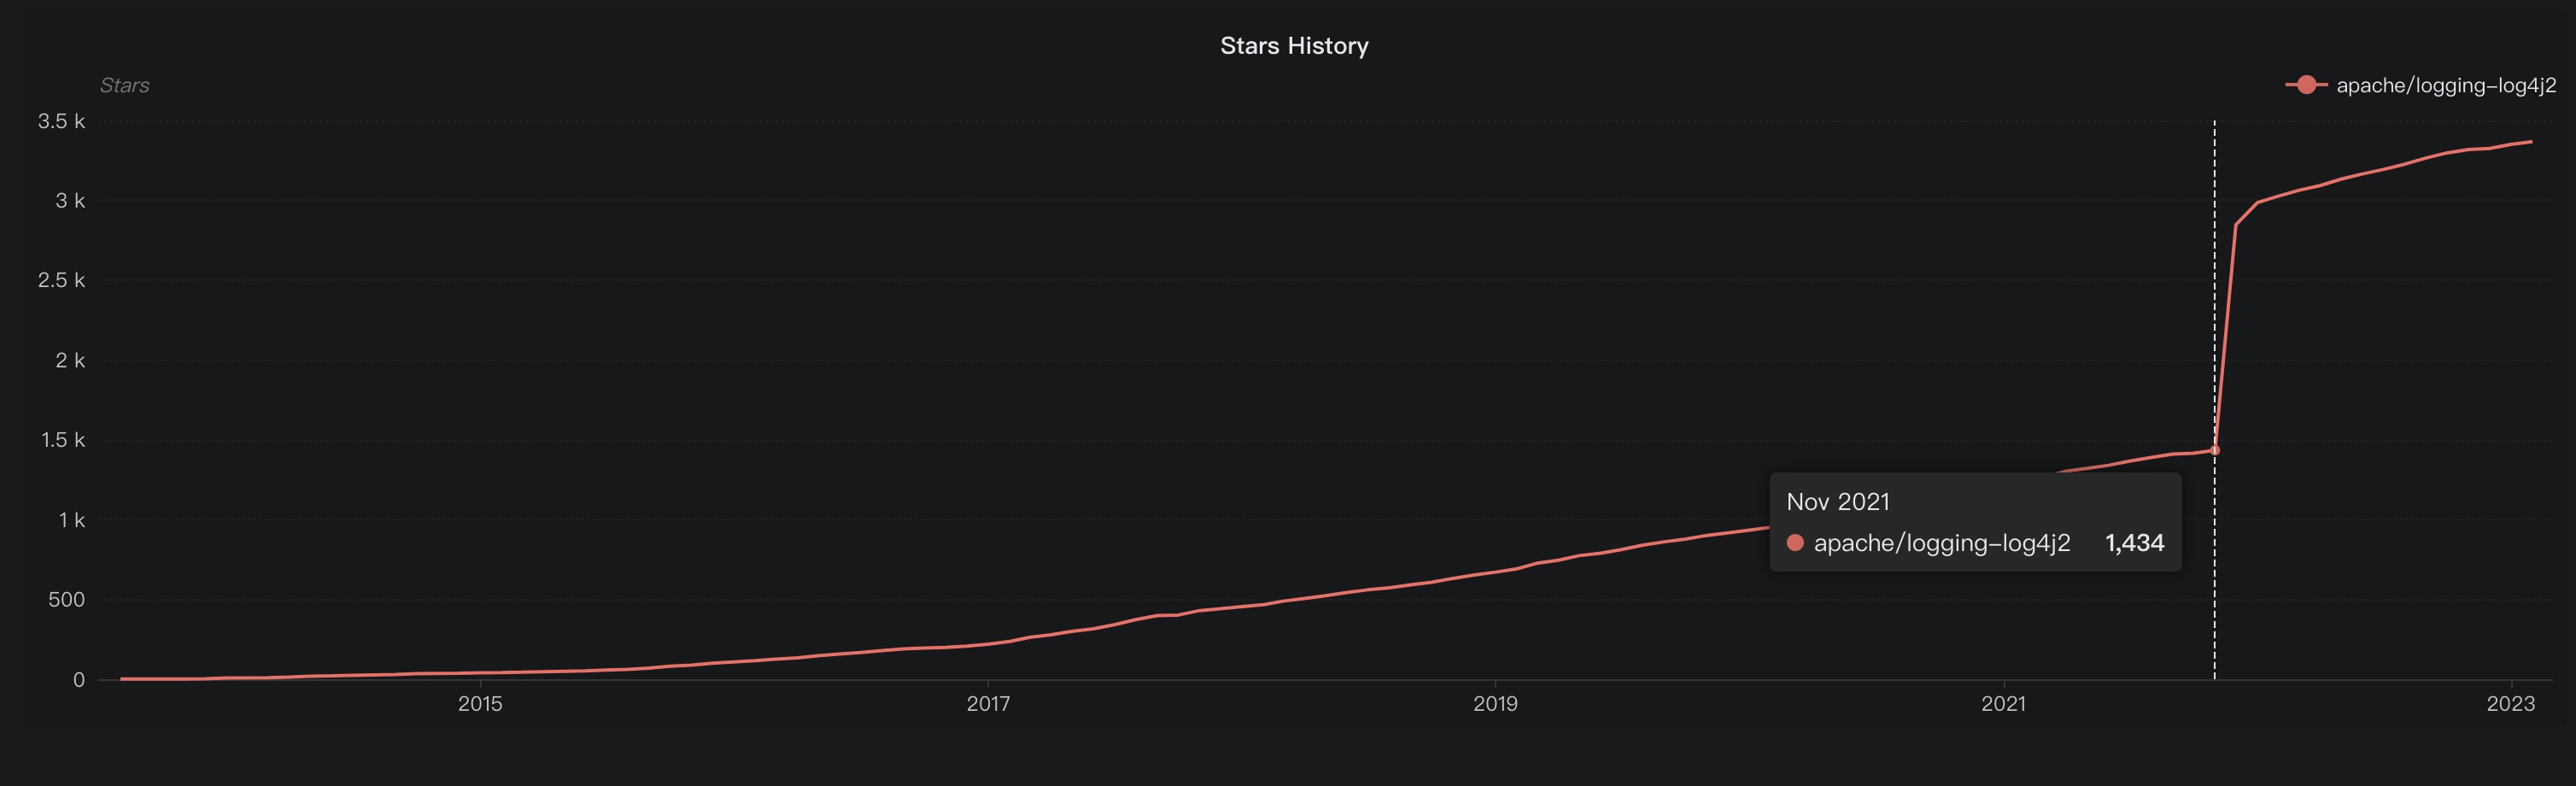 Stars History
Stars
apache/logging-log4j2
3.5 k
3 k
2.5 k
2 k
1.5 k
1 k
500
0
Nov 2021
apache/logging-log4j2 1,434
2015 2017 2019 2021 2023